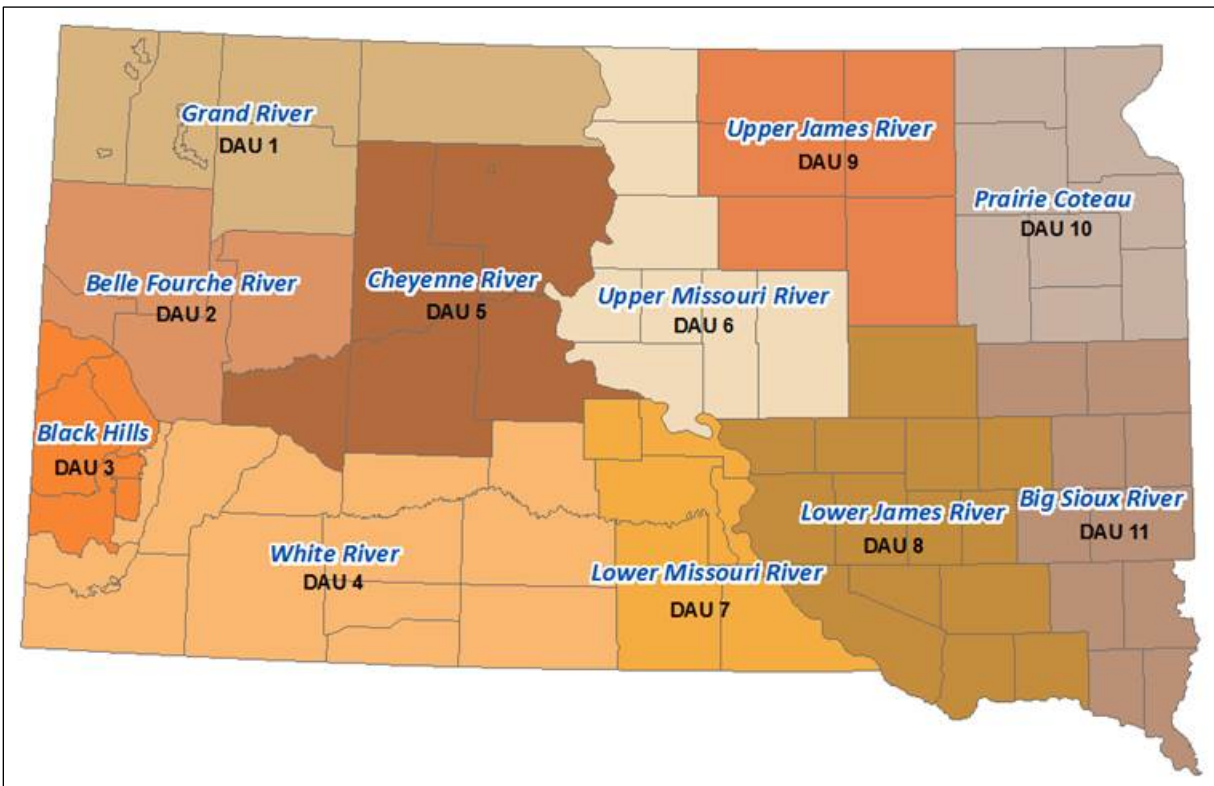 Grand River
DAU 1
Upper James River
DAU 9
Prairie Coteau
DAU 10
Belle Fourche River
DAU 2
Cheyenne River
DAU 5
Upper Missouri River
DAU 6
Black Hills
DAU 3
White River
DAU 4
Lower Missouri River
DAU 7
Lower James River
DAU 8
Big Sioux River
DAU 11